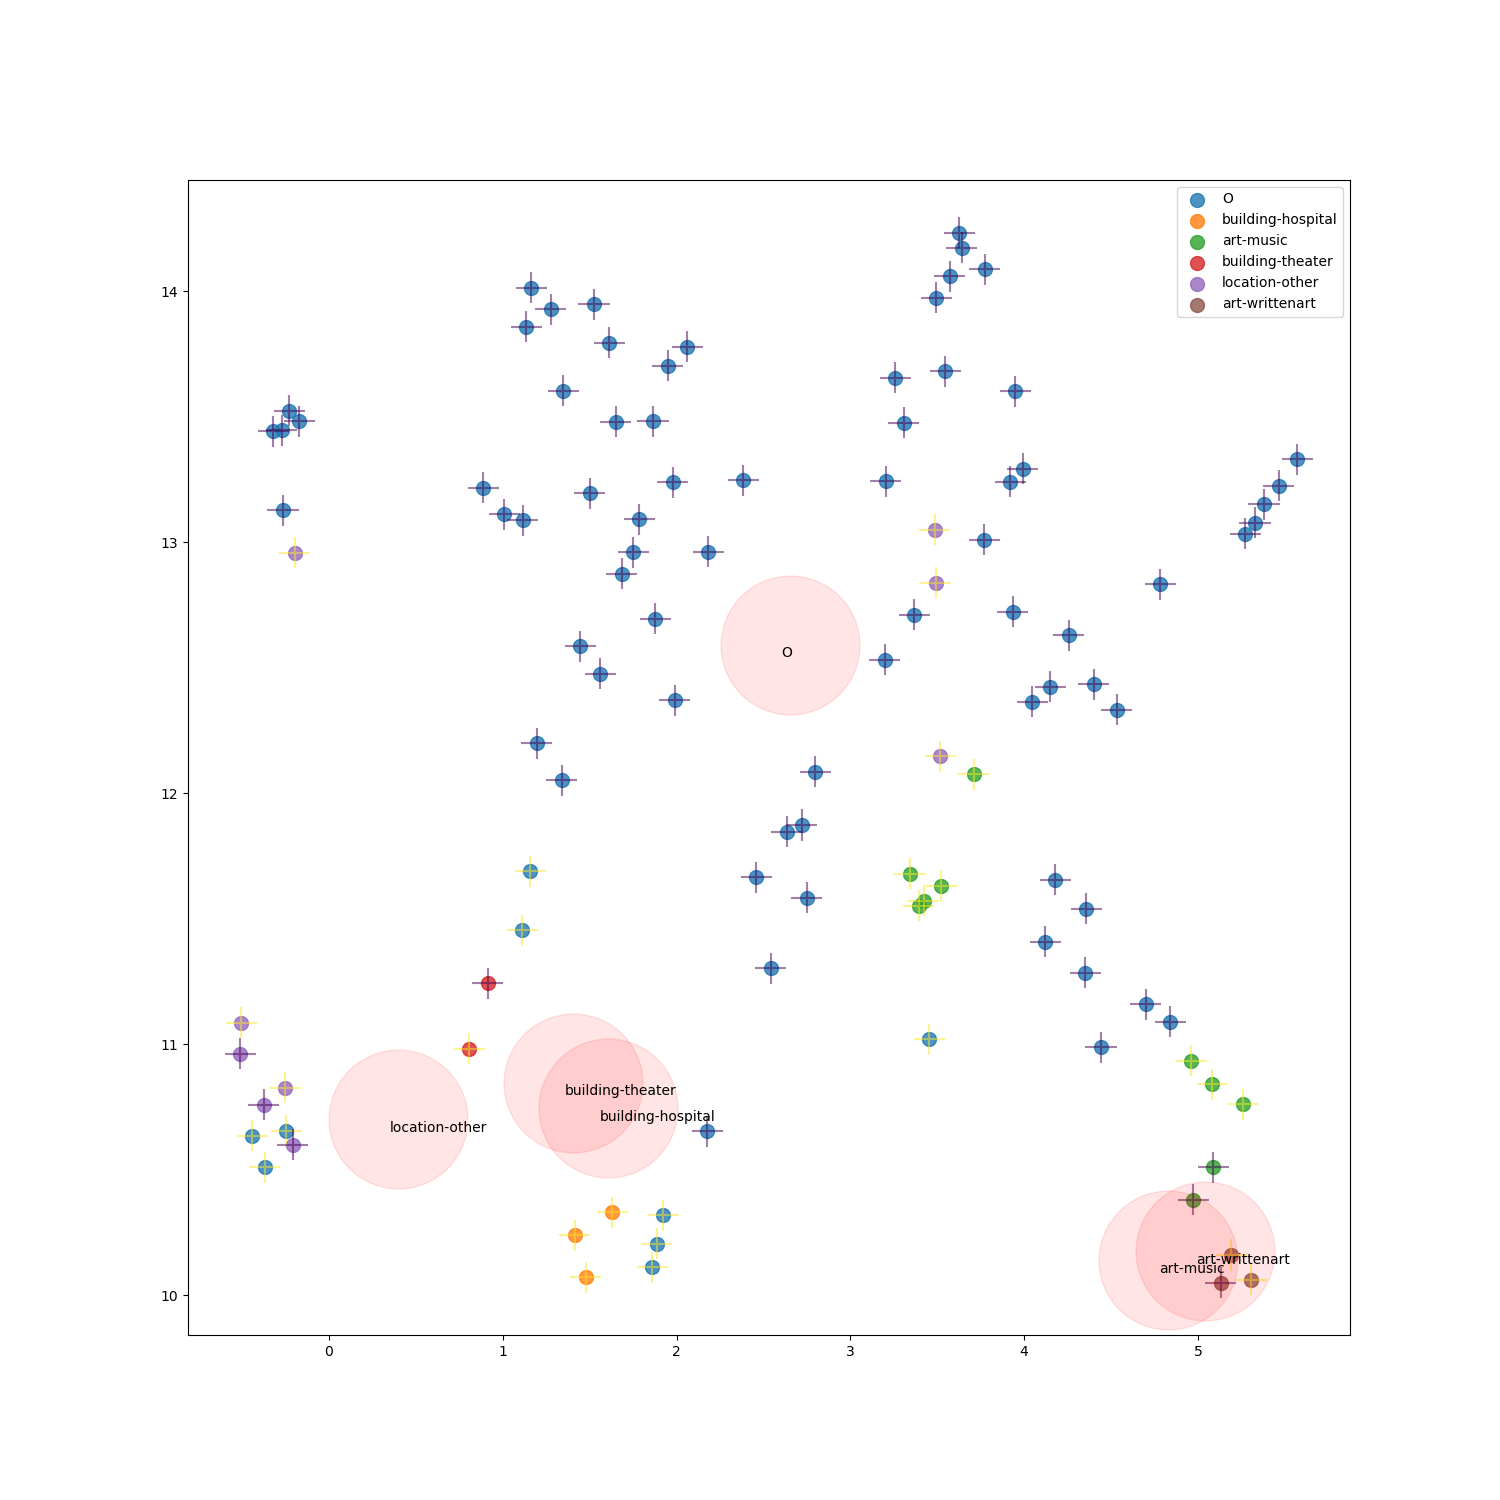 O
building-hospital
art-music
building-theater
location-other
art-writtenart
14
13
12
11
10
O
building-theater
building-hospital
location-other
art-writtenart
art-music
0 1 2 3 4 5